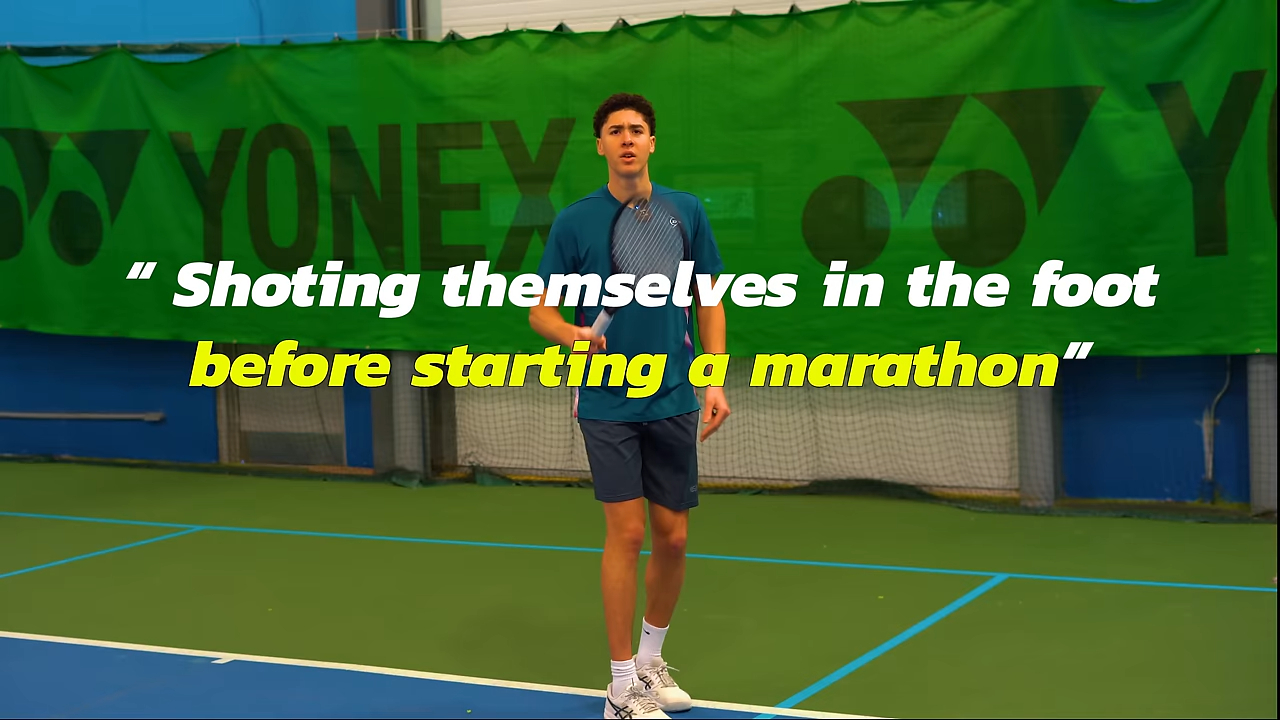 YONEX
Y
“ Shoting themselves in the foot
before starting a marathon”